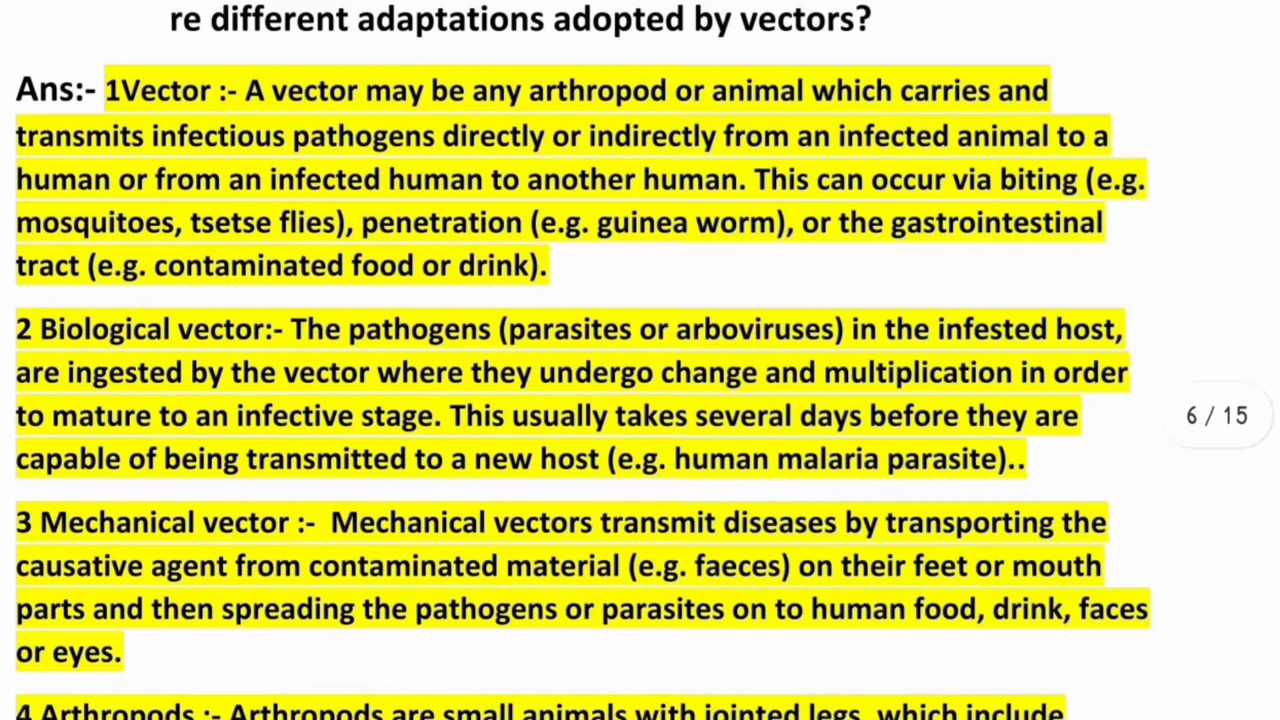 re different adaptations adopted by vectors?
Ans:- 1Vector :- A vector may be any arthropod or animal which carries and
transmits infectious pathogens directly or indirectly from an infected animal to a
human or from an infected human to another human. This can occur via biting (e.g.
mosquitoes, tsetse flies), penetration (e.g. guinea worm), or the gastrointestinal
tract (e.g. contaminated food or drink).
2 Biological vector:- The pathogens (parasites or arboviruses) in the infested host,
are ingested by the vector where they undergo change and multiplication in order
to mature to an infective stage. This usually takes several days before they are
capable of being transmitted to a new host (e.g. human malaria parasite)..
6 / 15
3 Mechanical vector :- Mechanical vectors transmit diseases by transporting the
causative agent from contaminated material (e.g. faeces) on their feet or mouth
parts and then spreading the pathogens or parasites on to human food, drink, faces
or eyes.
4 Arthropods :- Arthropods are small animals with jointed legs, which include